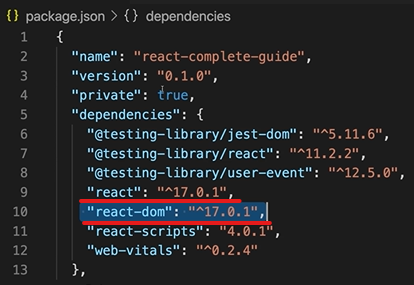 {} package.json > {} dependencies
1 {
2 "name": "react-complete-guide",
3 "version": "0.1.0",
4 "private": true,
5 "dependencies": {
6 "@testing-library/jest-dom": "^5.11.6",
7 "@testing-library/react": "^11.2.2",
8 "@testing-library/user-event": "^12.5.0",
9 "react": "^17.0.1",
10 "react-dom": "^17.0.1",
11 "react-scripts": "4.0.1",
12 "web-vitals": "^0.2.4"
13 },